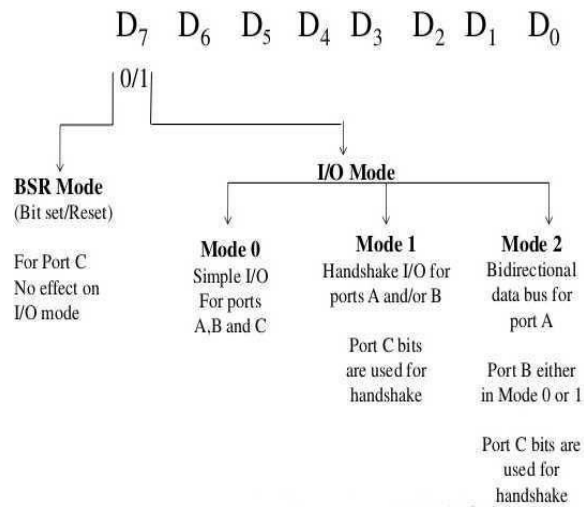 D7 D6 D5 D4 D3 D2 D1 D0
0/1
BSR Mode
(Bit set/Reset)
For Port C
No effect on
I/O mode
I/O Mode
Mode 0
Simple I/O
For ports
A,B and C
Mode 1
Handshake I/O for
ports A and/or B
Port C bits
are used for
handshake
Mode 2
Bidirectional
data bus for
port A
Port B either
in Mode 0 or 1
Port C bits are
used for
handshake